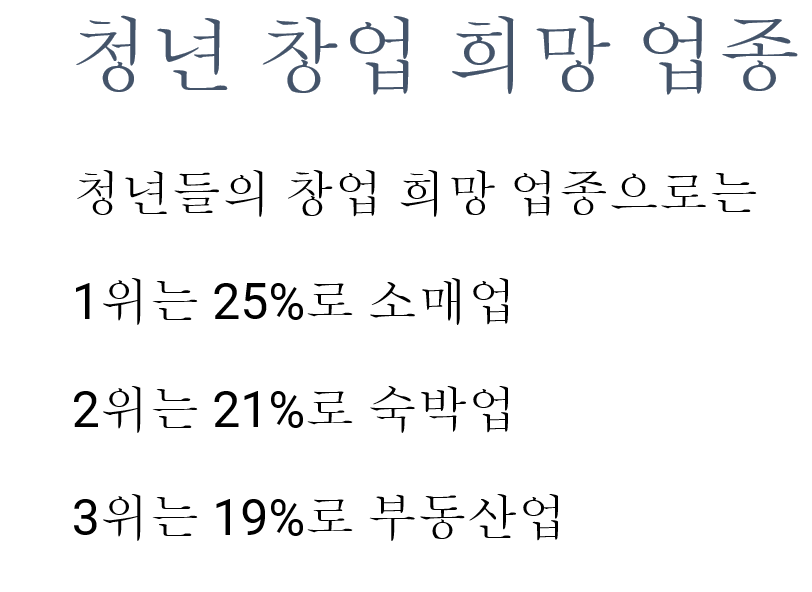 청년 창업 희망 업종
청년들의 창업 희망 업종으로는
1위는 25%로 소매업
2위는 21%로 숙박업
3위는 19%로 부동산업